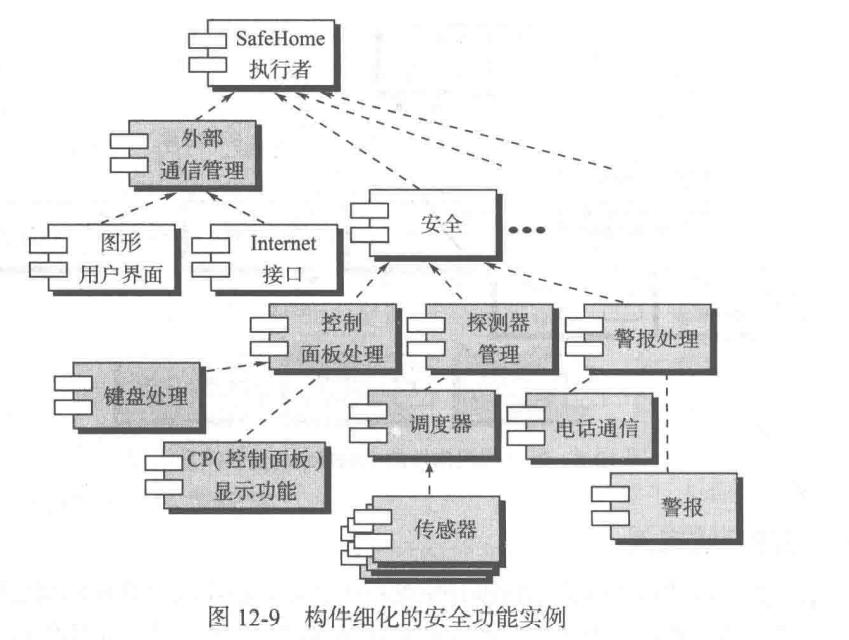 SafeHome
执行者
外部
通信管理
图形
用户界面
Internet
接口
安全
控制
面板处理
探测器
管理
警报处理
键盘处理
调度器
电话通信
CP(控制面板)
显示功能
传感器
警报
图 12-9 构件细化的安全功能实例